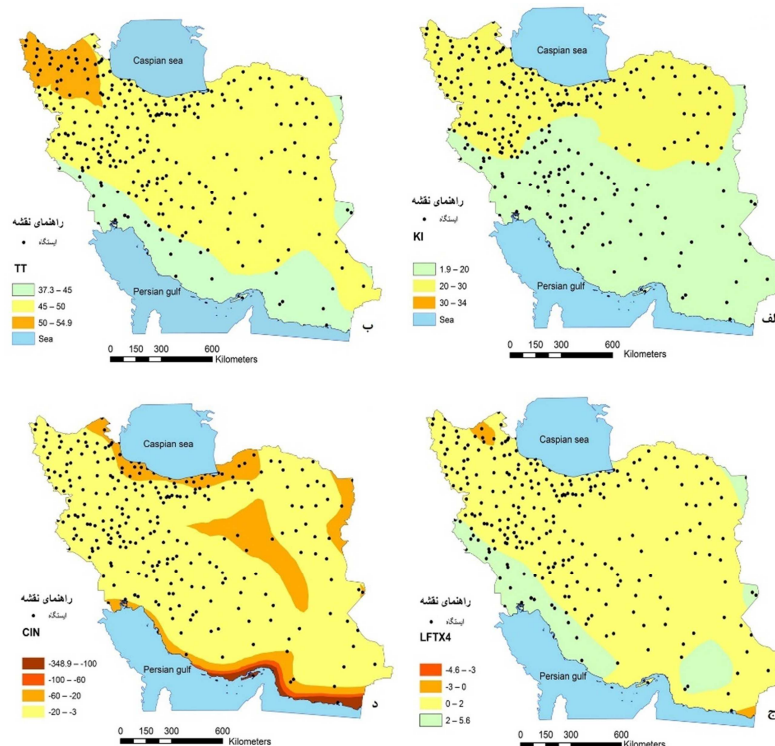 Caspian sea
راهنمای نقشه
ایستگاه
TT
37.3 – 45
45 – 50
50 – 54.9
Sea
Persian gulf
0 150 300 600
Kilometers
ب
Caspian sea
راهنمای نقشه
ایستگاه
KI
1.9 – 20
20 – 30
30 – 34
Sea
Persian gulf
0 150 300 600
Kilometers
الف
Caspian sea
راهنمای نقشه
ایستگاه
CIN
-348.9 – -100
-100 – -60
-60 – -20
-20 – -3
Persian gulf
0 150 300 600
Kilometers
د
Caspian sea
راهنمای نقشه
ایستگاه
LFTX4
-4.6 – -3
-3 – 0
0 – 2
2 – 5.6
Persian gulf
0 150 300 600
Kilometers
ج